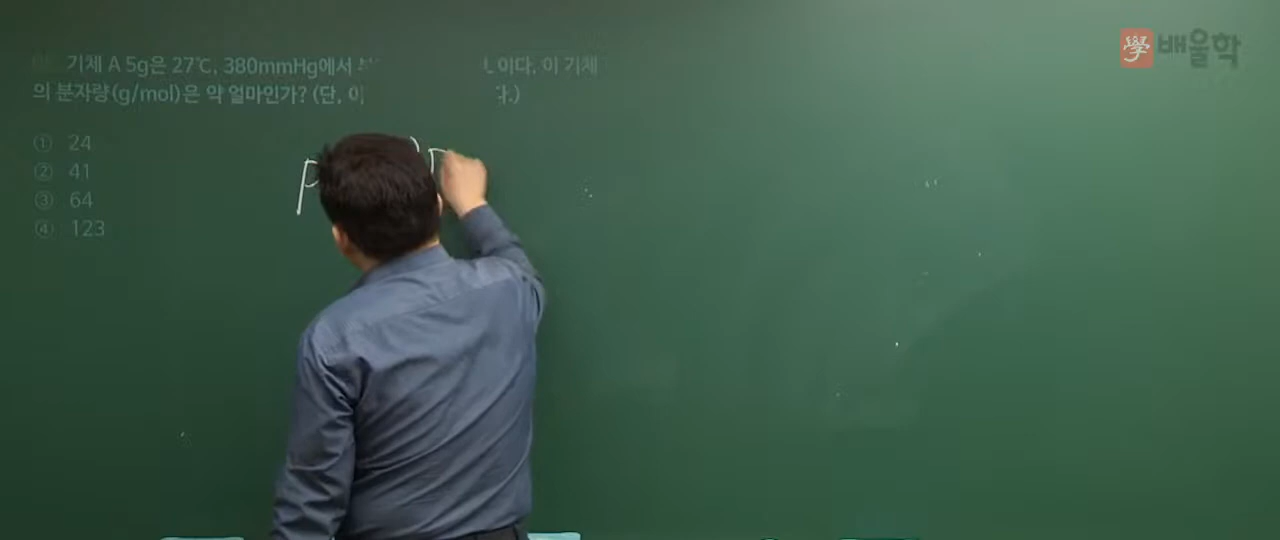 기체 A 5g은 27℃, 380mmHg에서 이다. 이 기체
의 분자량(g/mol)은 약 얼마인가? (단,
① 24
② 41
③ 64
④ 123
P
學 배울학